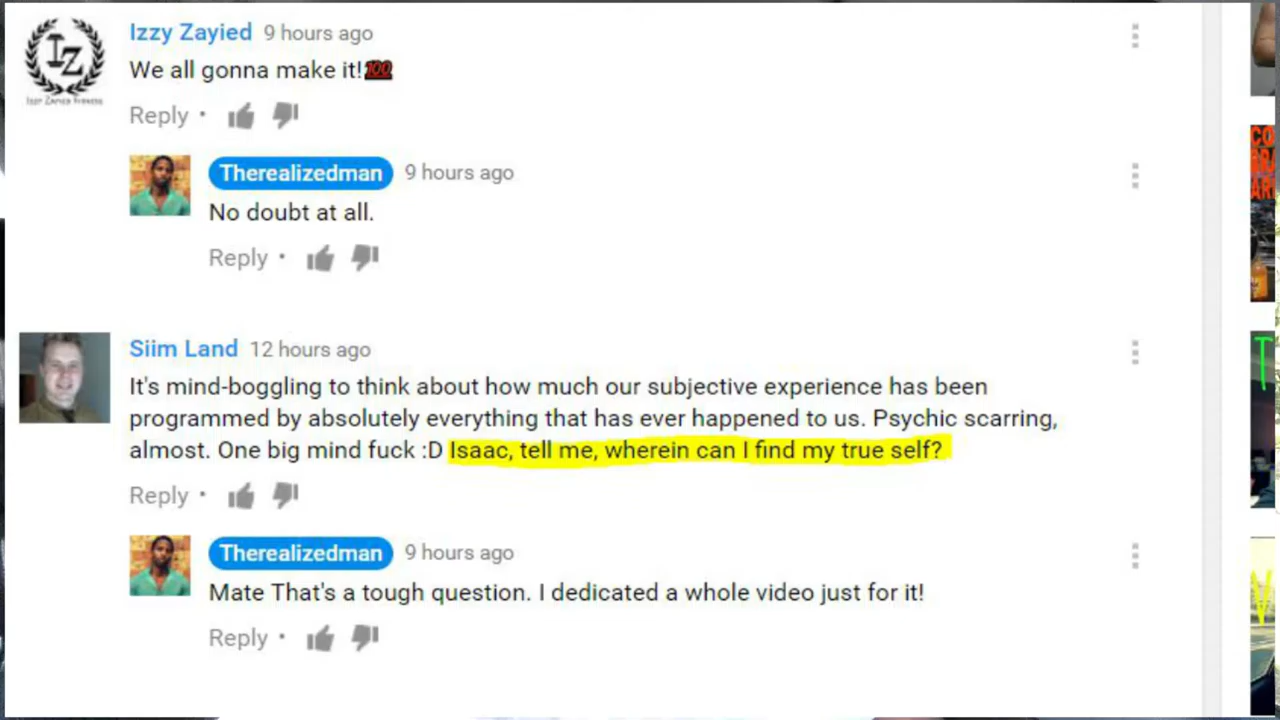 Izzy Zayied 9 hours ago
We all gonna make it!💯
Reply •
Therealizedman 9 hours ago
No doubt at all.
Reply •
Siim Land 12 hours ago
It's mind-boggling to think about how much our subjective experience has been
programmed by absolutely everything that has ever happened to us. Psychic scarring,
almost. One big mind fuck :D Isaac, tell me, wherein can I find my true self?
Reply •
Therealizedman 9 hours ago
Mate That's a tough question. I dedicated a whole video just for it!
Reply •
IZ
Izzy Zayied Fitness